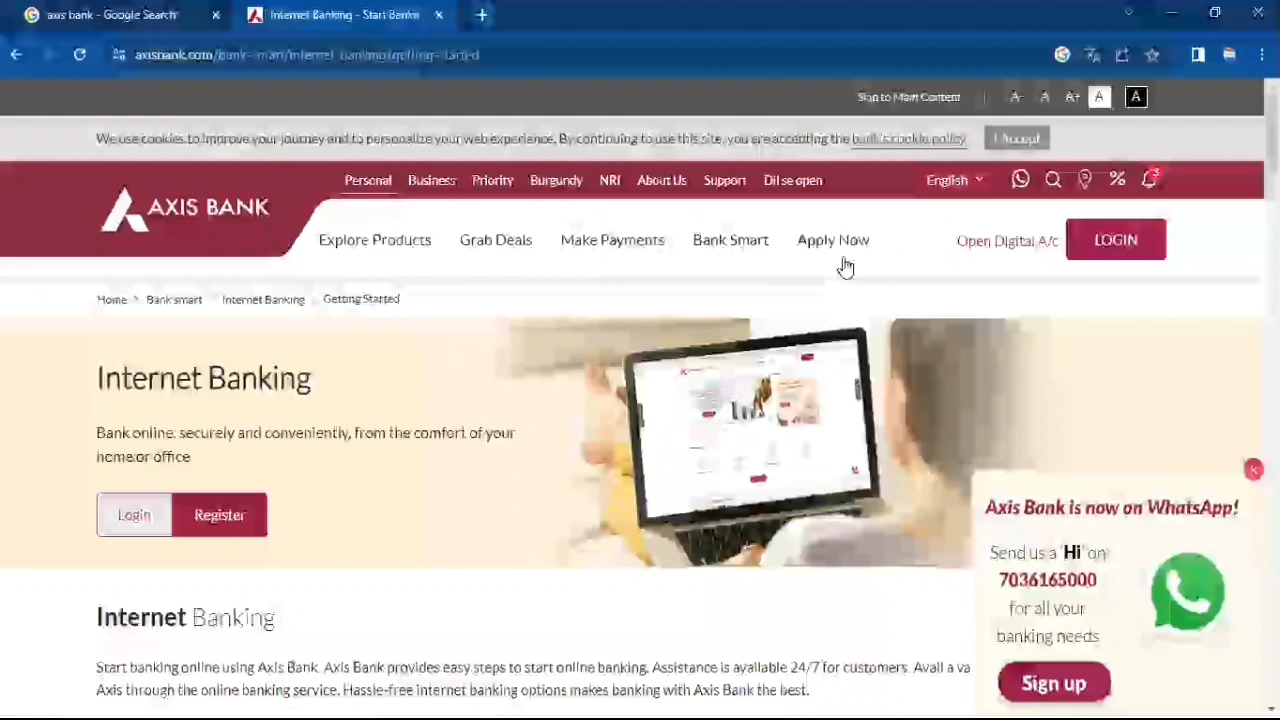 axis bank - Google Search
Internet Banking - Start Bankin
Skip to Main Content
A-
A
A+
A
A
We use cookies to improve your journey and to personalize your web experience. By continuing to use this site, you are accepting the bank's cookie policy
I Accept
Personal
Business
Priority
Burgundy
NRI
About Us
Support
Dil se open
English
%
3
AXIS BANK
Explore Products
Grab Deals
Make Payments
Bank Smart
Apply Now
Open Digital A/c
LOGIN
Home > Bank smart
Internet Banking
Getting Started
Internet Banking
Bank online, securely and conveniently, from the comfort of your
home or office
Login
Register
Axis Bank is now on WhatsApp!
Send us a 'Hi' on
7036165000
for all your
banking needs
Sign up
Internet Banking
Start banking online using Axis Bank. Axis Bank provides easy steps to start online banking. Assistance is available 24/7 for customers. Avail a va
Axis through the online banking service. Hassle-free internet banking options makes banking with Axis Bank the best.